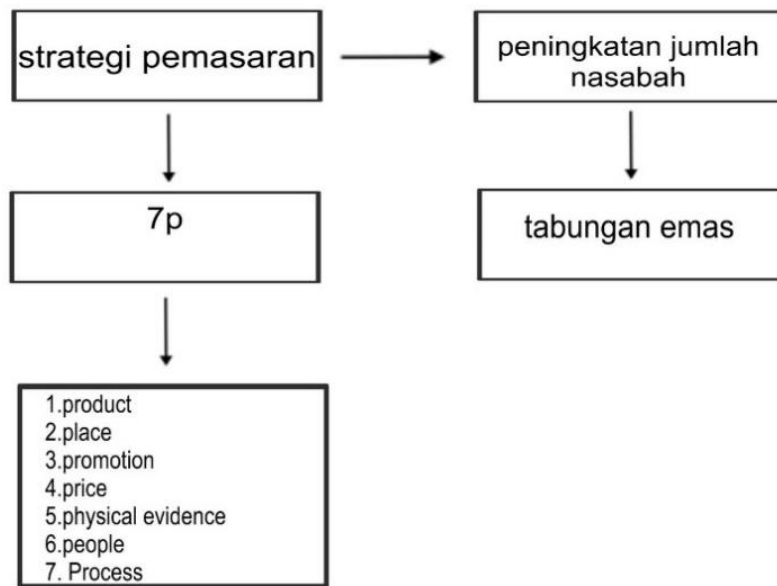 strategi pemasaran
peningkatan jumlah
nasabah
7p
tabungan emas
1.product
2.place
3.promotion
4.price
5.physical evidence
6.people
7. Process